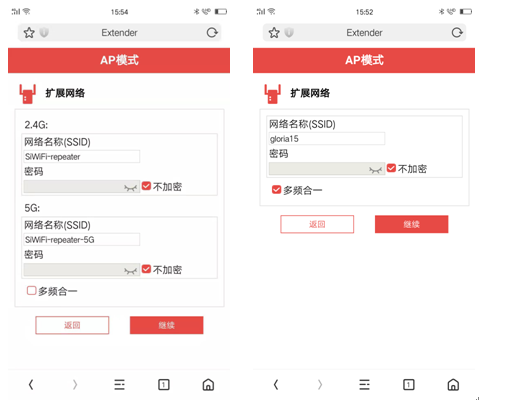 15:54
Extender
AP模式
扩展网络
2.4G:
网络名称(SSID)
SiWiFi-repeater
密码
不加密
5G:
网络名称(SSID)
SiWiFi-repeater-5G
密码
不加密
多频合一
返回
继续
1
15:52
Extender
AP模式
扩展网络
网络名称(SSID)
gloria15
密码
不加密
多频合一
返回
继续
1